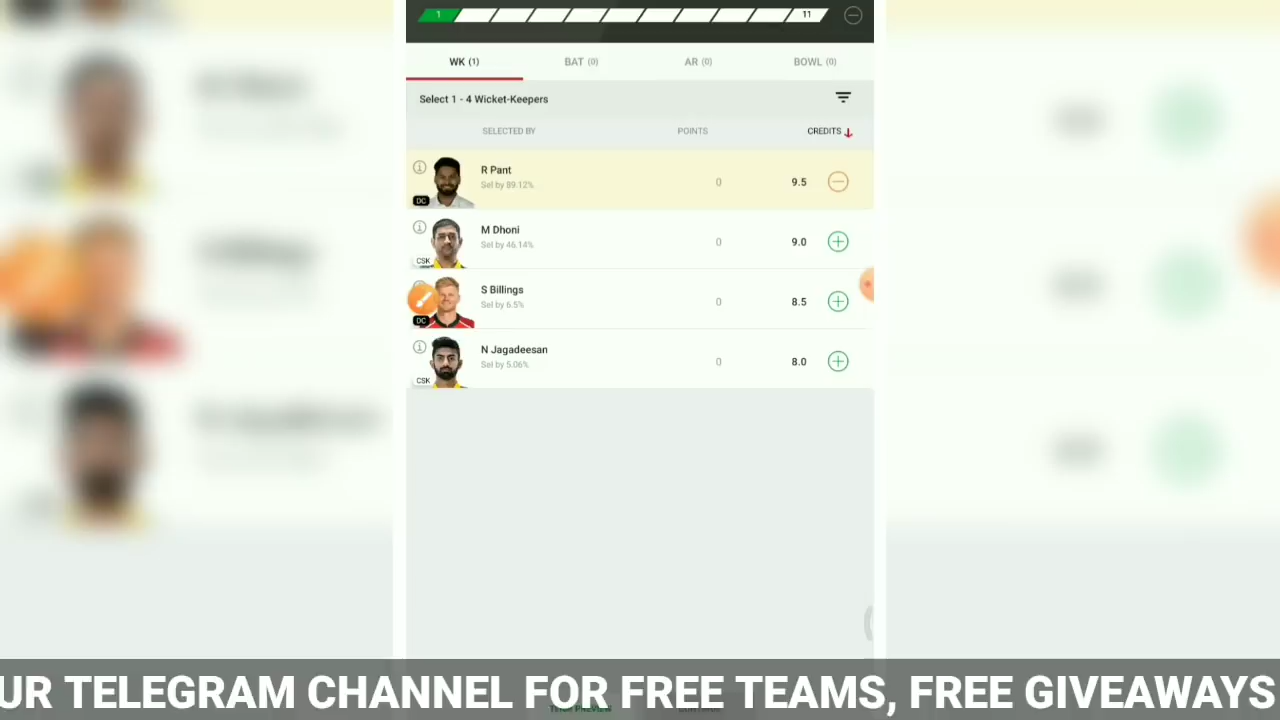 1 11
WK (1) BAT (0) AR (0) BOWL (0)
Select 1 - 4 Wicket-Keepers
SELECTED BY POINTS CREDITS
R Pant
Sel by 89.12%
0 9.5
DC
M Dhoni
Sel by 46.14%
0 9.0
CSK
S Billings
Sel by 6.5%
0 8.5
DC
N Jagadeesan
Sel by 5.06%
0 8.0
CSK
UR TELEGRAM CHANNEL FOR FREE TEAMS, FREE GIVEAWAYS